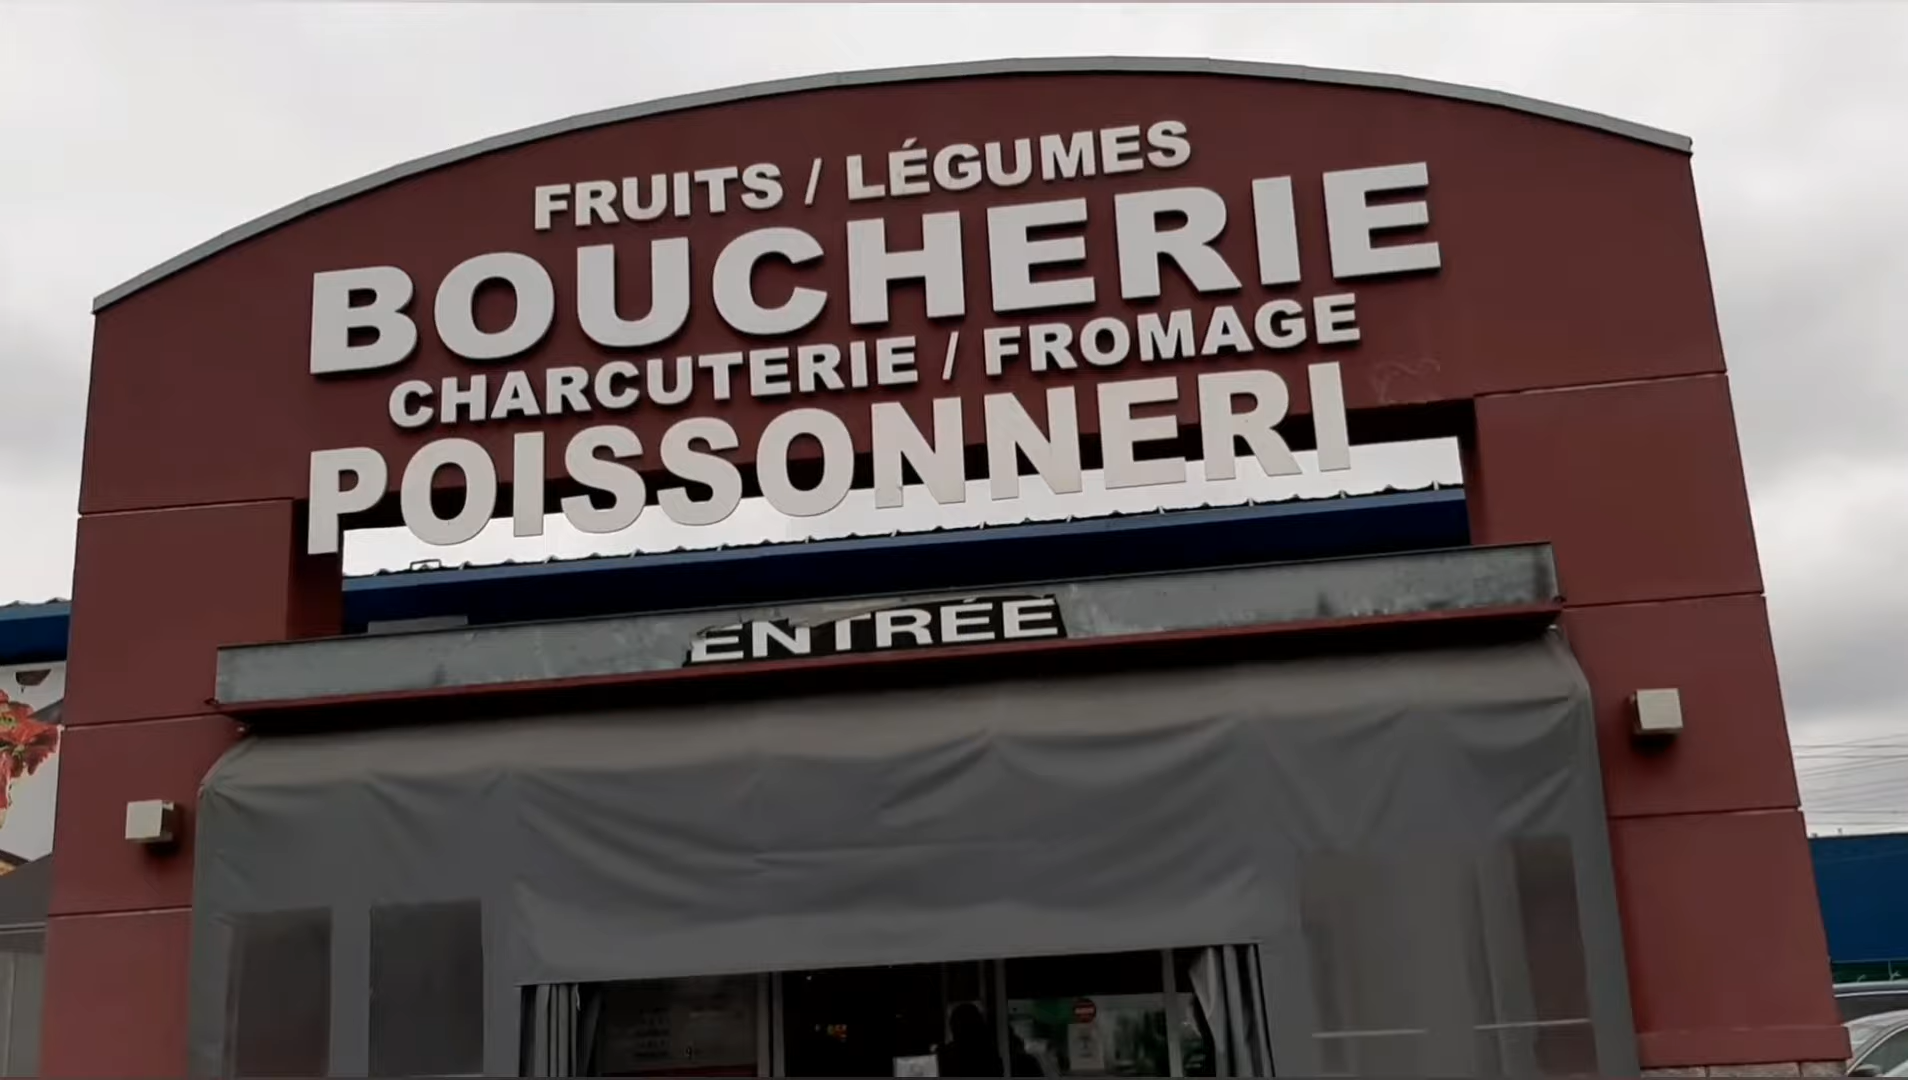 FRUITS / LÉGUMES
BOUCHERIE
CHARCUTERIE / FROMAGE
POISSONNERI
ENTRÉE